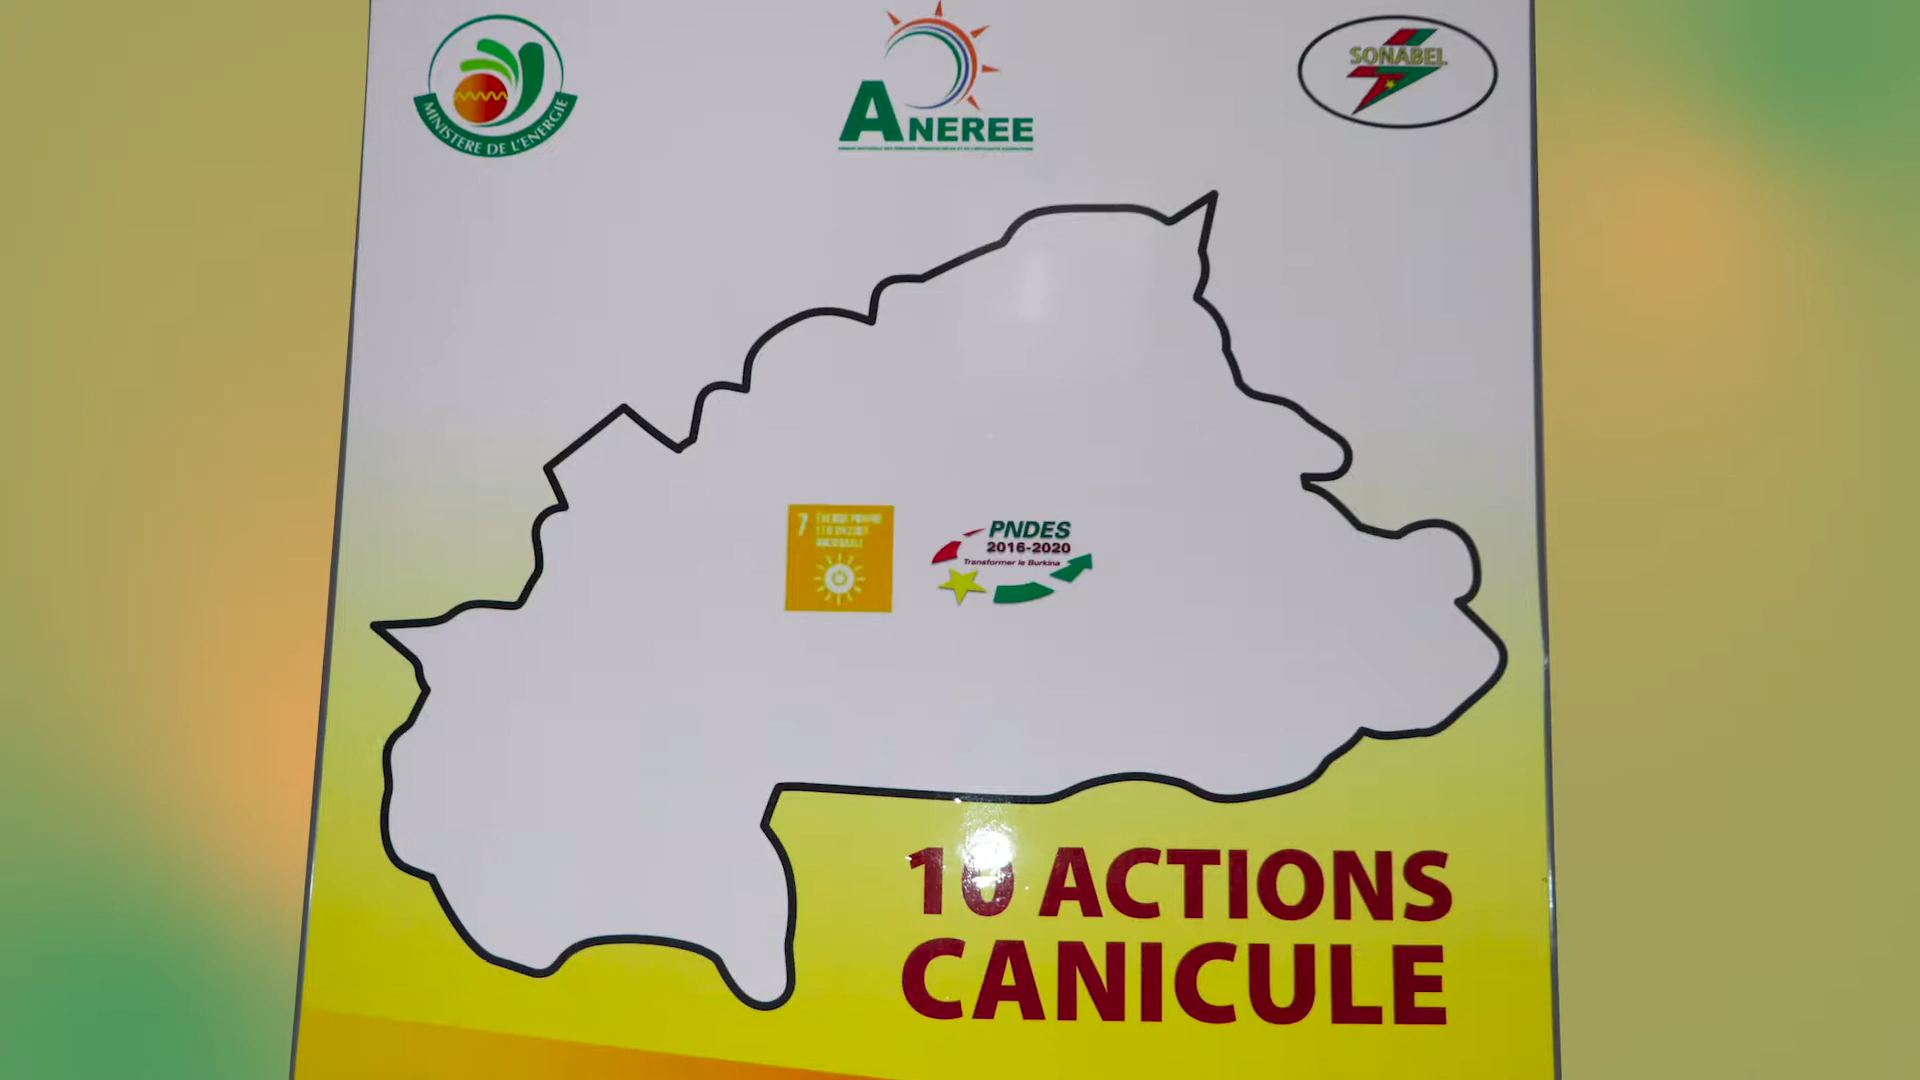 MINISTERE DE L'ENERGIE
ANEREE
SONABEL
7
PNDES
2016-2020
Transformer le Burkina
10 ACTIONS
CANICULE